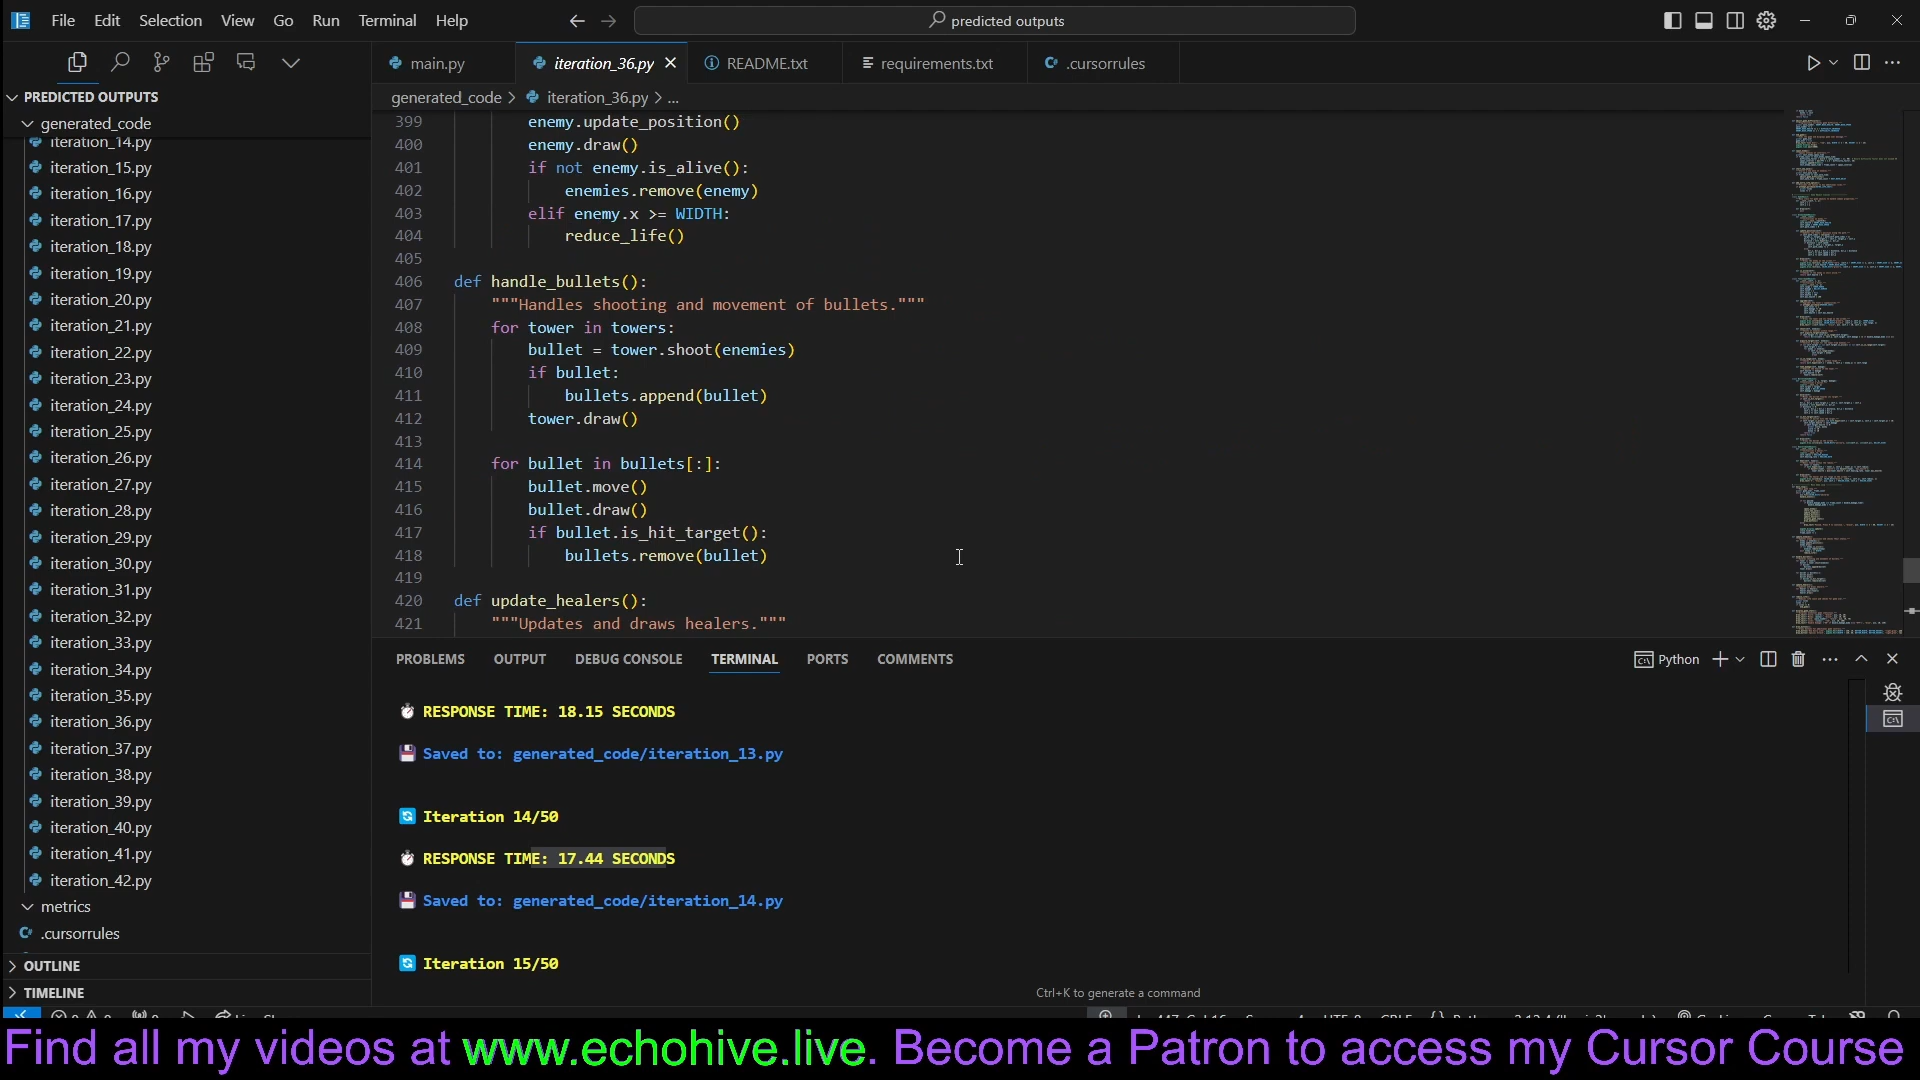 File Edit Selection View Go Run Terminal Help
predicted outputs
main.py
iteration_36.py
README.txt
requirements.txt
.cursorrules
PREDICTED OUTPUTS
generated_code
iteration_14.py
iteration_15.py
iteration_16.py
iteration_17.py
iteration_18.py
iteration_19.py
iteration_20.py
iteration_21.py
iteration_22.py
iteration_23.py
iteration_24.py
iteration_25.py
iteration_26.py
iteration_27.py
iteration_28.py
iteration_29.py
iteration_30.py
iteration_31.py
iteration_32.py
iteration_33.py
iteration_34.py
iteration_35.py
iteration_36.py
iteration_37.py
iteration_38.py
iteration_39.py
iteration_40.py
iteration_41.py
iteration_42.py
metrics
.cursorrules
OUTLINE
TIMELINE
generated_code > iteration_36.py > ...
399 enemy.update_position()
400 enemy.draw()
401 if not enemy.is_alive():
402 enemies.remove(enemy)
403 elif enemy.x >= WIDTH:
404 reduce_life()
405
406 def handle_bullets():
407 """Handles shooting and movement of bullets."""
408 for tower in towers:
409 bullet = tower.shoot(enemies)
410 if bullet:
411 bullets.append(bullet)
412 tower.draw()
413
414 for bullet in bullets[:]:
415 bullet.move()
416 bullet.draw()
417 if bullet.is_hit_target():
418 bullets.remove(bullet)
419
420 def update_healers():
421 """Updates and draws healers."""
PROBLEMS OUTPUT DEBUG CONSOLE TERMINAL PORTS COMMENTS
Python
RESPONSE TIME: 18.15 SECONDS
Saved to: generated_code/iteration_13.py
Iteration 14/50
RESPONSE TIME: 17.44 SECONDS
Saved to: generated_code/iteration_14.py
Iteration 15/50
Ctrl+K to generate a command
Find all my videos at www.echohive.live. Become a Patron to access my Cursor Course